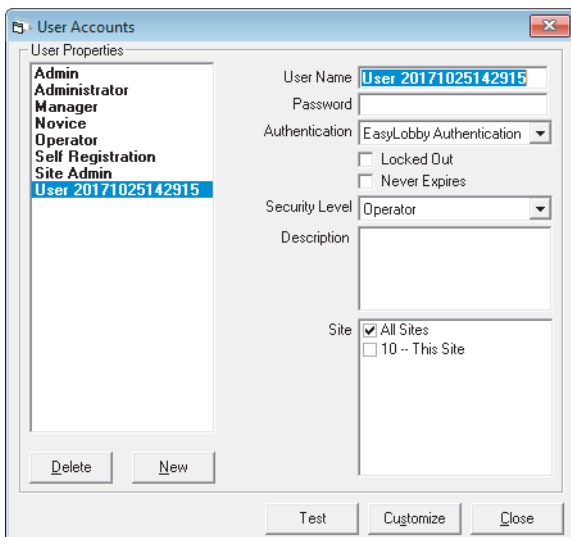 User Accounts
User Properties
Admin
Administrator
Manager
Novice
Operator
Self Registration
Site Admin
User 20171025142915
User Name User 20171025142915
Password
Authentication EasyLobby Authentication
Locked Out
Never Expires
Security Level Operator
Description
Site All Sites
10 -- This Site
Delete New
Test Customize Close